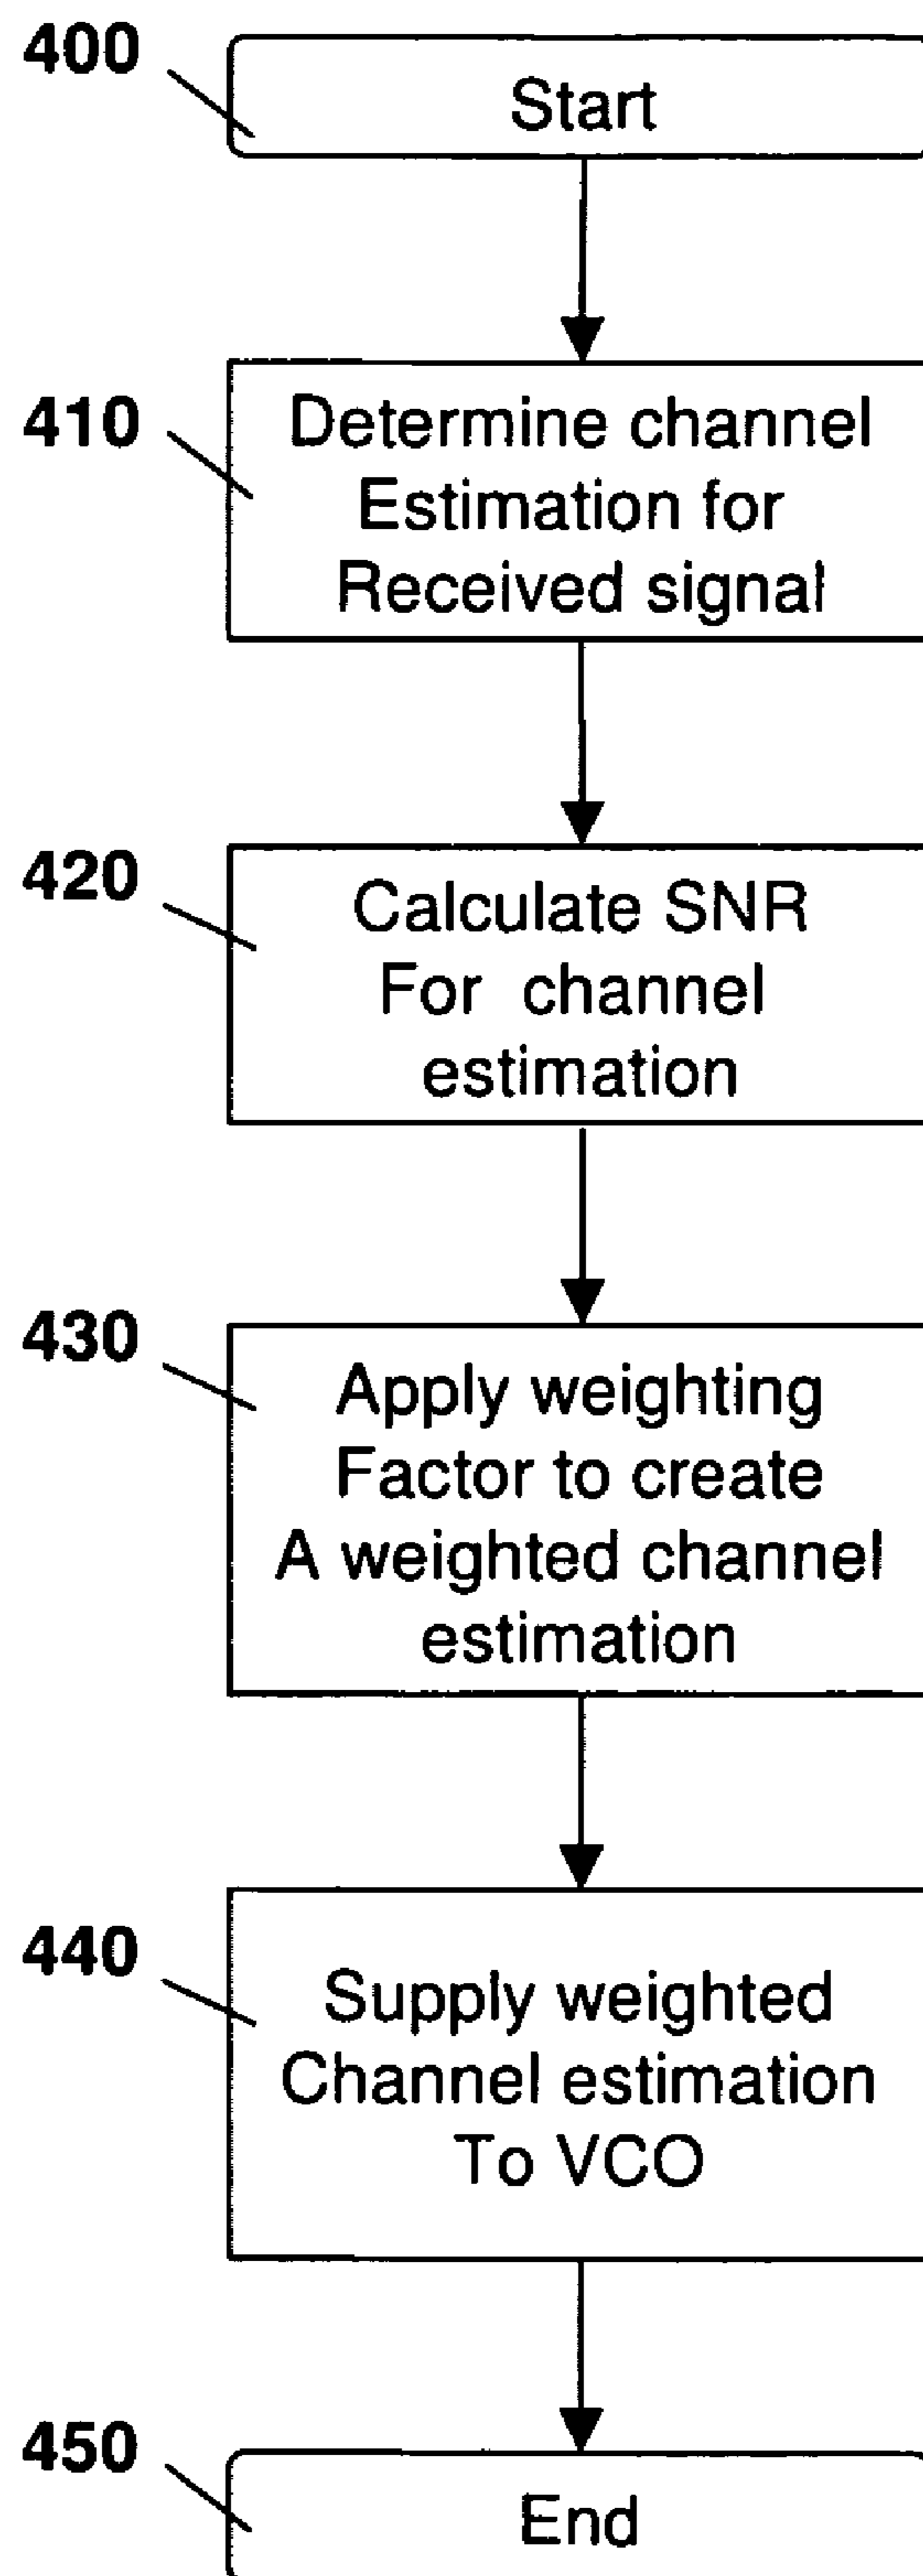 400
Start
410
Determine channel
Estimation for
Received signal
420
Calculate SNR
For channel
estimation
430
Apply weighting
Factor to create
A weighted channel
estimation
440
Supply weighted
Channel estimation
To VCO
450
End